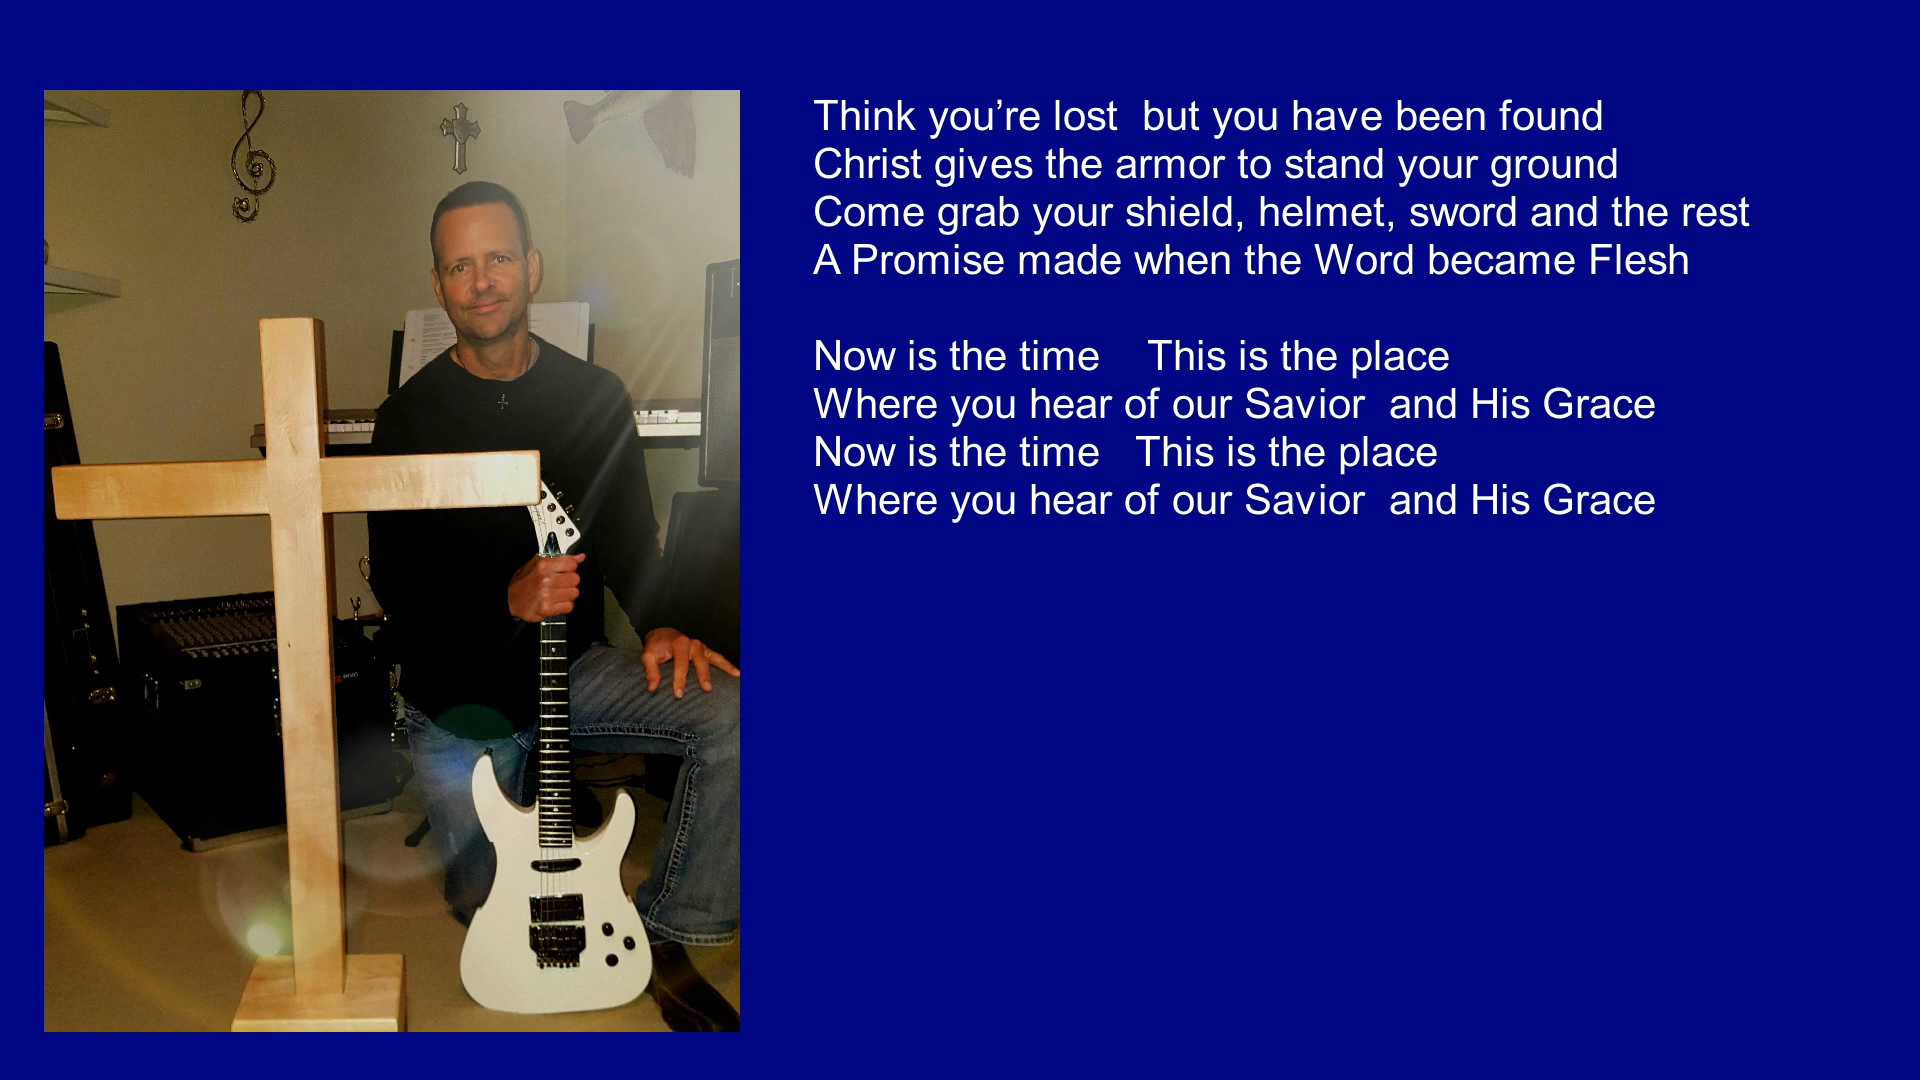 Think you’re lost  but you have been found
Christ gives the armor to stand your ground
Come grab your shield, helmet, sword and the rest
A Promise made when the Word became Flesh
Now is the time    This is the place
Where you hear of our Savior  and His Grace
Now is the time   This is the place
Where you hear of our Savior  and His Grace